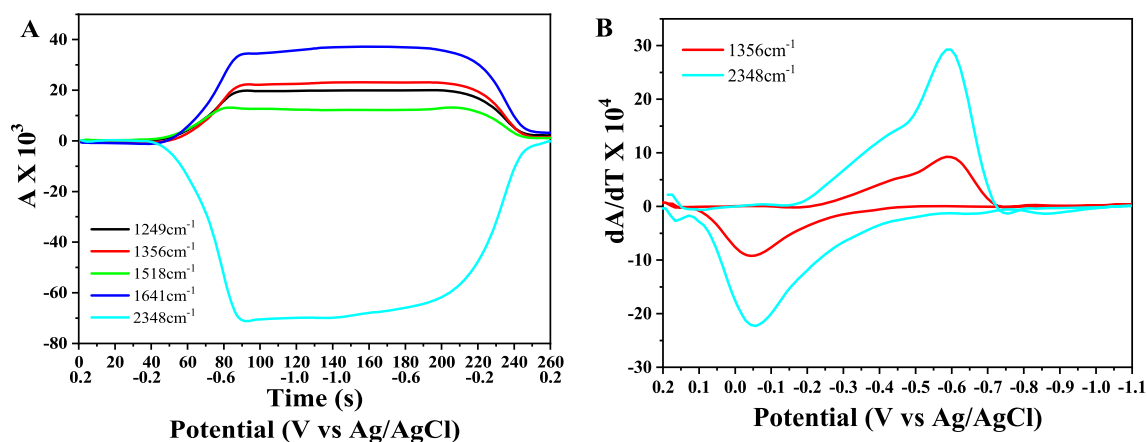 A
A X 10³
40
20
0
-20
-40
-60
-80
1249cm⁻¹
1356cm⁻¹
1518cm⁻¹
1641cm⁻¹
2348cm⁻¹
0 20 40 60 80 100 120 140 160 180 200 220 240 260
0.2 -0.2 -0.6 -1.0 -1.0 -0.6 -0.2 0.2
Time (s)
Potential (V vs Ag/AgCl)
B
dA/dT X 10⁴
30
20
10
0
-10
-20
-30
1356cm⁻¹
2348cm⁻¹
0.2 0.1 0.0 -0.1 -0.2 -0.3 -0.4 -0.5 -0.6 -0.7 -0.8 -0.9 -1.0 -1.1
Potential (V vs Ag/AgCl)